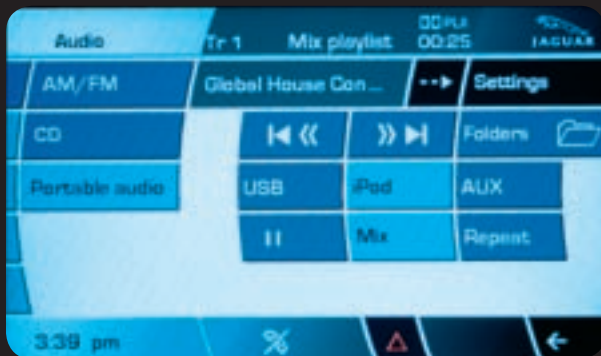 Audio
Tr 1 Mix playlist 00:25 JAGUAR
AM/FM Global House Con... Settings
CD Folders
Portable audio USB iPod AUX
Mix Repeat
3:39 pm